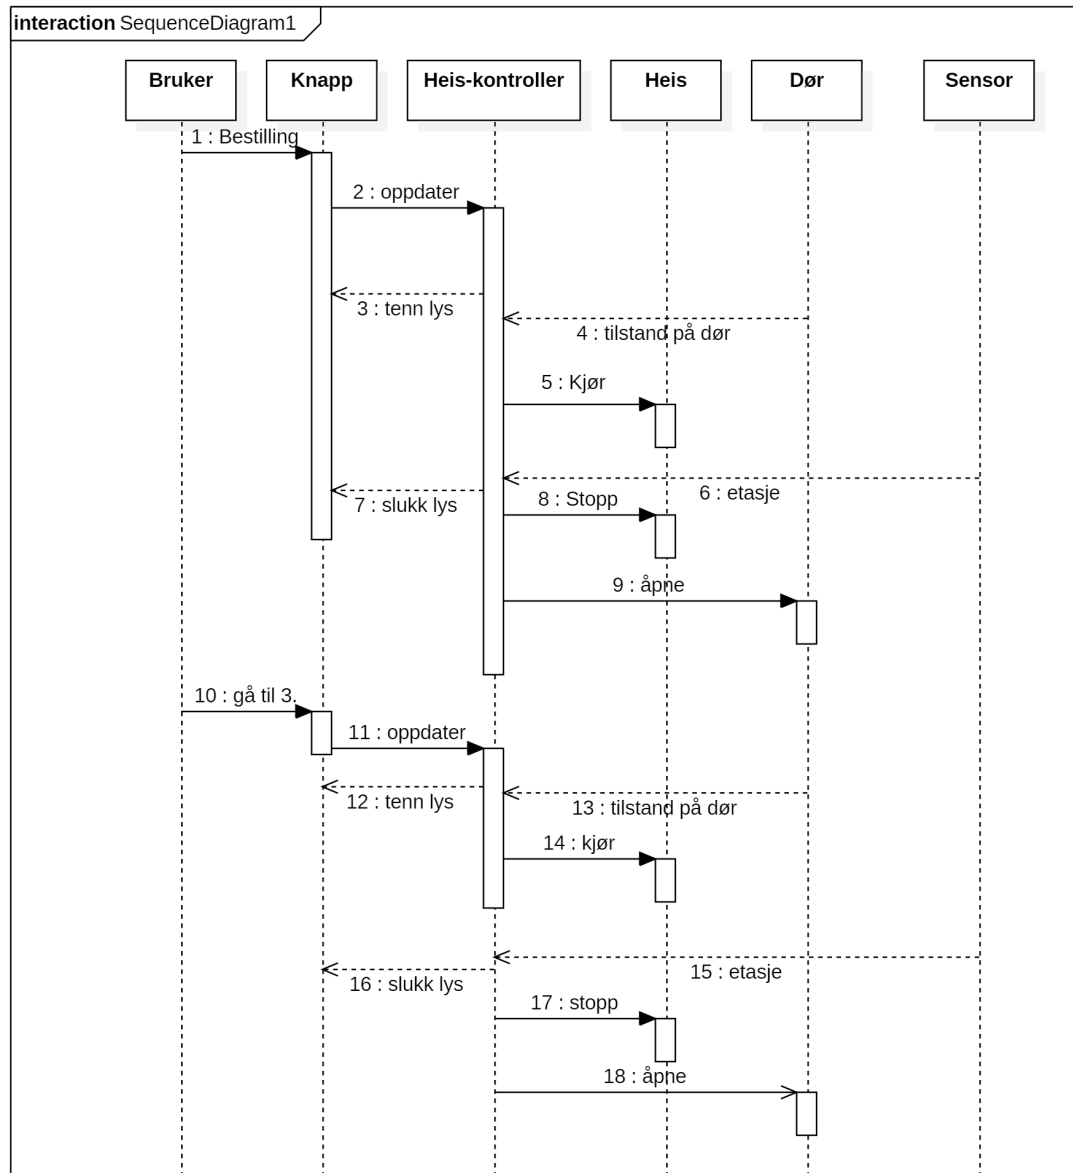 interaction SequenceDiagram1
Bruker
Knapp
Heis-kontroller
Heis
Dør
Sensor
1 : Bestilling
2 : oppdater
3 : tenn lys
4 : tilstand på dør
5 : Kjør
6 : etasje
7 : slukk lys
8 : Stopp
9 : åpne
10 : gå til 3.
11 : oppdater
12 : tenn lys
13 : tilstand på dør
14 : kjør
15 : etasje
16 : slukk lys
17 : stopp
18 : åpne